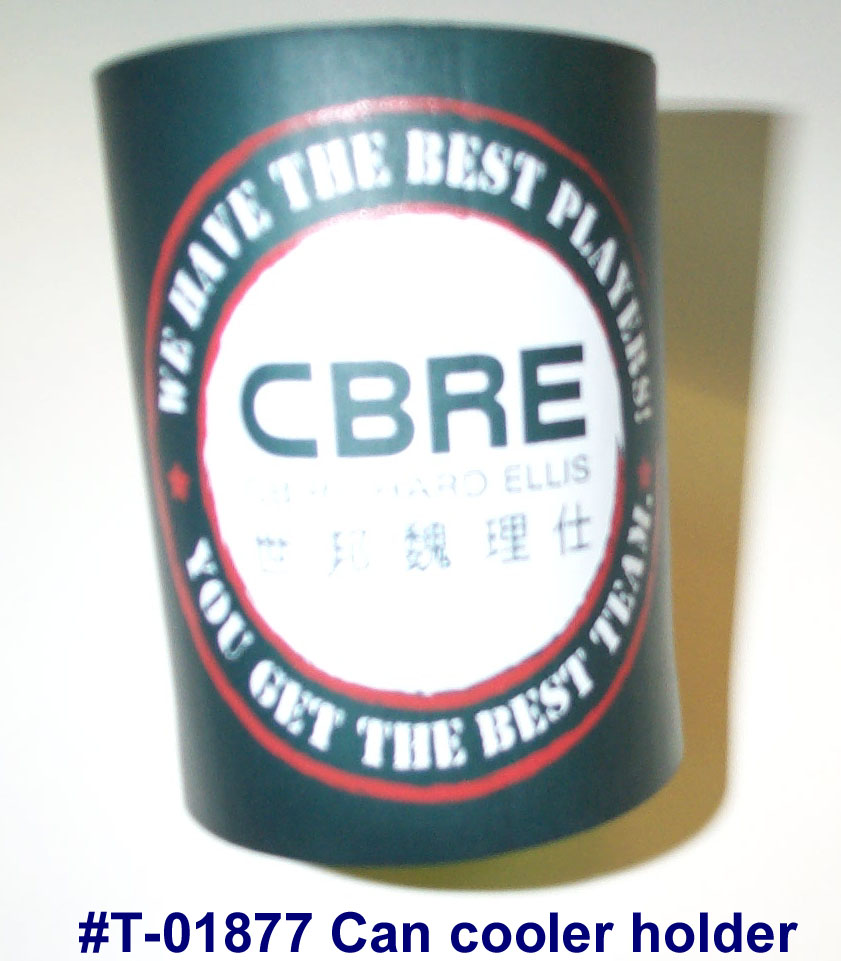 WE HAVE THE BEST PLAYERS!
CBRE
ELLIS
世邦魏理仕
YOU GET THE BEST TEAM.
#T-01877 Can cooler holder